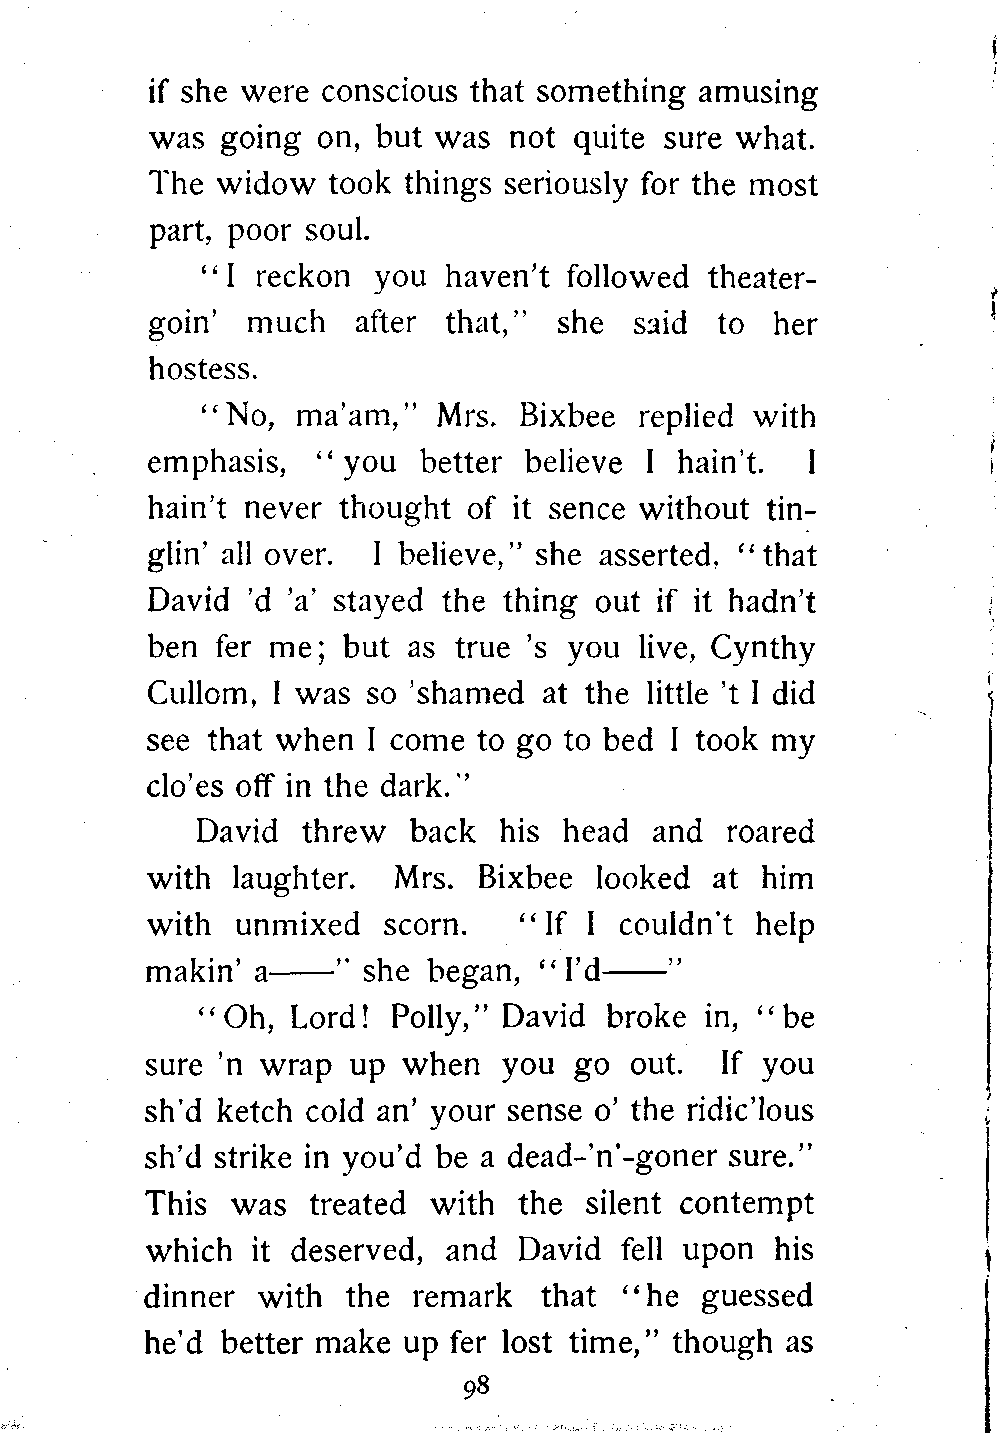 if she were conscious that something amusing
was going on, but was not quite sure what.
The widow took things seriously for the most
part, poor soul.
"I reckon you haven't followed theater-
goin' much after that," she said to her
hostess.
"No, ma'am," Mrs. Bixbee replied with
emphasis, "you better believe I hain't. I
hain't never thought of it sence without tin-
glin' all over. I believe," she asserted, "that
David 'd 'a' stayed the thing out if it hadn't
ben fer me; but as true 's you live, Cynthy
Cullom, I was so 'shamed at the little 't I did
see that when I come to go to bed I took my
clo'es off in the dark."
David threw back his head and roared
with laughter. Mrs. Bixbee looked at him
with unmixed scorn. "If I couldn't help
makin' a——" she began, "I'd——"
"Oh, Lord! Polly," David broke in, "be
sure 'n wrap up when you go out. If you
sh'd ketch cold an' your sense o' the ridic'lous
sh'd strike in you'd be a dead-'n'-goner sure."
This was treated with the silent contempt
which it deserved, and David fell upon his
dinner with the remark that "he guessed
he'd better make up fer lost time," though as
98